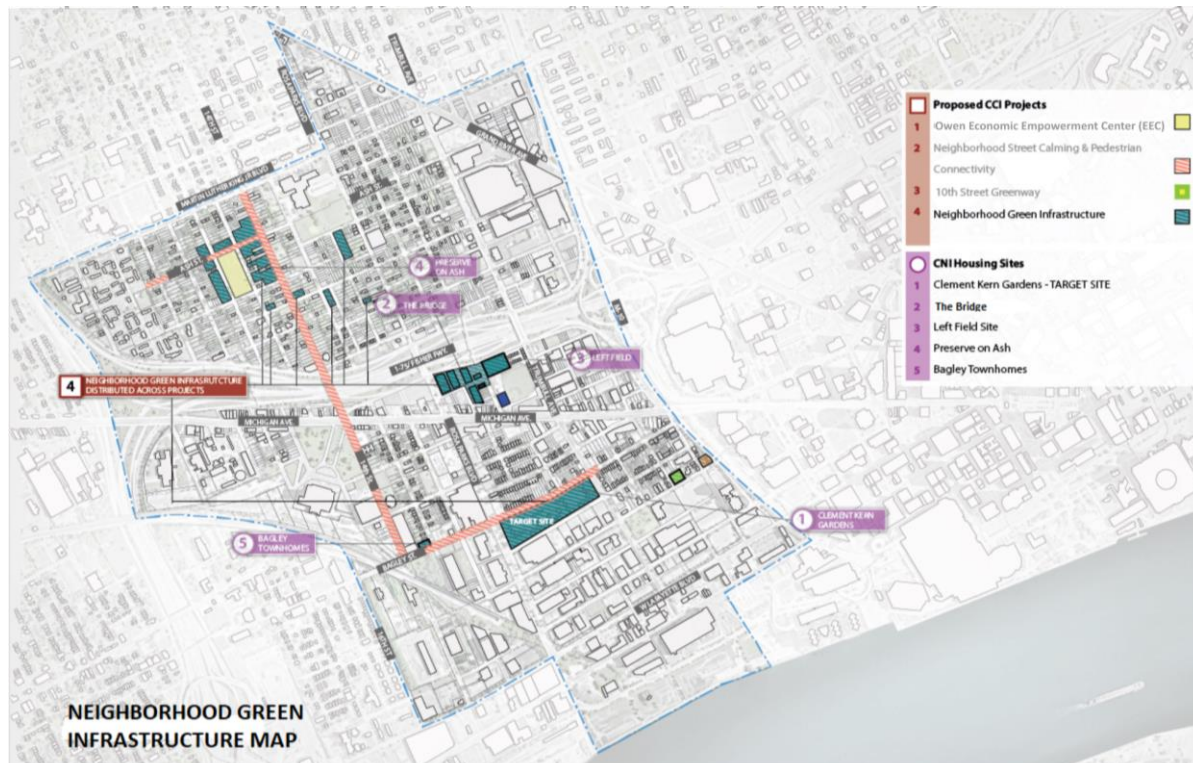 MARTIN LUTHER KING JR BLVD
4 PRESERVE
ON ASH
2 THE BRIDGE
I-75/ FISHER FWY.
3 LEFT FIELD
4 NEIGHBORHOOD GREEN INFRASRUTCTURE
DISTRIBUTED ACROSS PROJECTS
MICHIGAN AVE.
MICHIGAN AVE.
TARGET SITE
1 CLEMENT KERN
GARDENS
5 BAGLEY
TOWNHOMES
NEIGHBORHOOD GREEN
INFRASTRUCTURE MAP
Proposed CCI Projects
1 Owen Economic Empowerment Center (EEC)
2 Neighborhood Street Calming & Pedestrian
Connectivity
3 10th Street Greenway
4 Neighborhood Green Infrastructure
CNI Housing Sites
1 Clement Kern Gardens - TARGET SITE
2 The Bridge
3 Left Field Site
4 Preserve on Ash
5 Bagley Townhomes